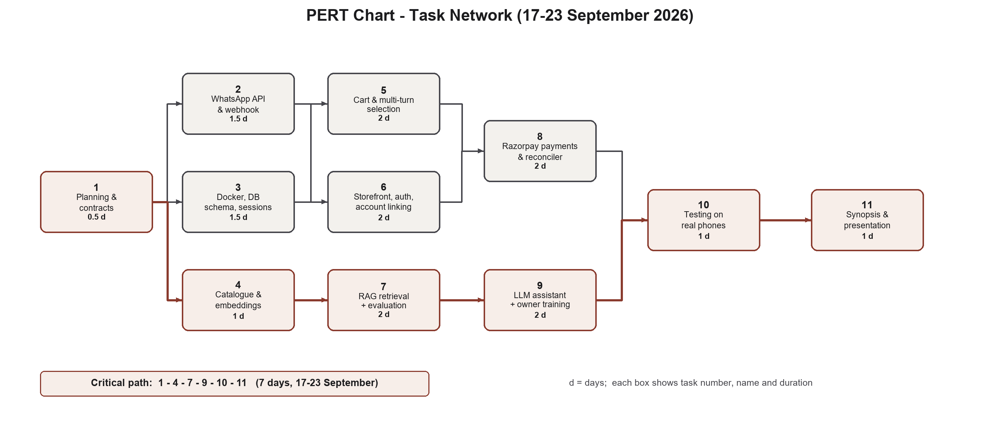 PERT Chart - Task Network (17-23 September 2026)
2
WhatsApp API
& webhook
1.5 d
5
Cart & multi-turn
selection
2 d
8
Razorpay payments
& reconciler
2 d
1
Planning &
contracts
0.5 d
3
Docker, DB
schema, sessions
1.5 d
6
Storefront, auth,
account linking
2 d
10
Testing on
real phones
1 d
11
Synopsis &
presentation
1 d
4
Catalogue &
embeddings
1 d
7
RAG retrieval
+ evaluation
2 d
9
LLM assistant
+ owner training
2 d
Critical path: 1 - 4 - 7 - 9 - 10 - 11 (7 days, 17-23 September)
d = days; each box shows task number, name and duration